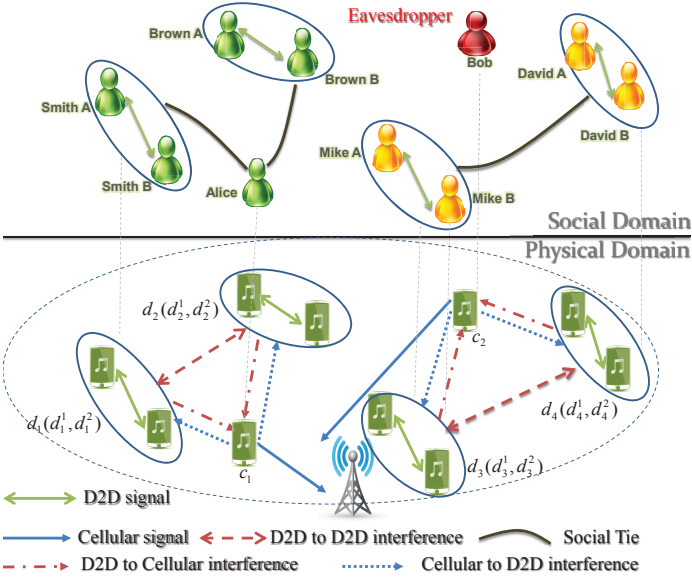 Eavesdropper
Brown A
Bob
David A
Brown B
Smith A
David B
Mike A
Smith B
Alice
Mike B
Social Domain
Physical Domain
d₂(d₂¹,d₂²)
c₂
d₁(d₁¹,d₁²)
d₄(d₄¹,d₄²)
c₁
d₃(d₃¹,d₃²)
D2D signal
Cellular signal
D2D to D2D interference
Social Tie
D2D to Cellular interference
Cellular to D2D interference